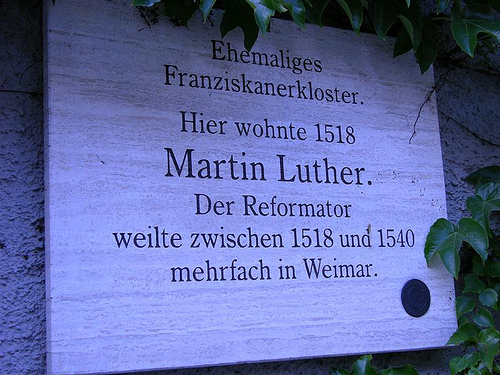 Ehemaliges
Franziskanerkloster.
Hier wohnte 1518
Martin Luther.
Der Reformator
weilte zwischen 1518 und 1540
mehrfach in Weimar.